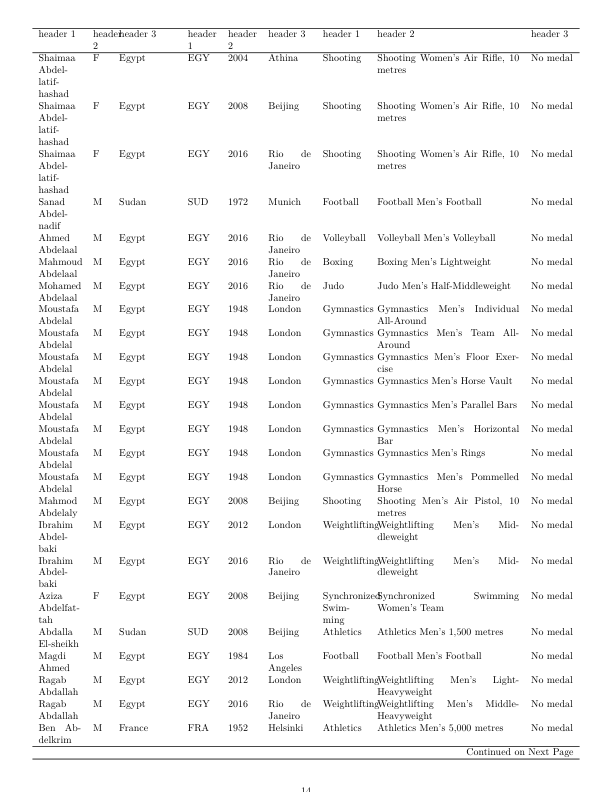 header 1 header 2 header 3 header 1 header 2 header 3 header 1 header 2 header 3
Shaimaa Abdel-latif-hashad F Egypt EGY 2004 Athina Shooting Shooting Women's Air Rifle, 10 metres No medal
Shaimaa Abdel-latif-hashad F Egypt EGY 2008 Beijing Shooting Shooting Women's Air Rifle, 10 metres No medal
Shaimaa Abdel-latif-hashad F Egypt EGY 2016 Rio de Janeiro Shooting Shooting Women's Air Rifle, 10 metres No medal
Sanad Abdel-nadif M Sudan SUD 1972 Munich Football Football Men's Football No medal
Ahmed Abdelaal M Egypt EGY 2016 Rio de Janeiro Volleyball Volleyball Men's Volleyball No medal
Mahmoud Abdelaal M Egypt EGY 2016 Rio de Janeiro Boxing Boxing Men's Lightweight No medal
Mohamed Abdelaal M Egypt EGY 2016 Rio de Janeiro Judo Judo Men's Half-Middleweight No medal
Moustafa Abdelal M Egypt EGY 1948 London Gymnastics Gymnastics Men's Individual All-Around No medal
Moustafa Abdelal M Egypt EGY 1948 London Gymnastics Gymnastics Men's Team All-Around No medal
Moustafa Abdelal M Egypt EGY 1948 London Gymnastics Gymnastics Men's Floor Exer-cise No medal
Moustafa Abdelal M Egypt EGY 1948 London Gymnastics Gymnastics Men's Horse Vault No medal
Moustafa Abdelal M Egypt EGY 1948 London Gymnastics Gymnastics Men's Parallel Bars No medal
Moustafa Abdelal M Egypt EGY 1948 London Gymnastics Gymnastics Men's Horizontal Bar No medal
Moustafa Abdelal M Egypt EGY 1948 London Gymnastics Gymnastics Men's Rings No medal
Moustafa Abdelal M Egypt EGY 1948 London Gymnastics Gymnastics Men's Pommelled Horse No medal
Mahmod Abdelaly M Egypt EGY 2008 Beijing Shooting Shooting Men's Air Pistol, 10 metres No medal
Ibrahim Abdel-baki M Egypt EGY 2012 London Weightlifting Weightlifting Men's Mid-dleweight No medal
Ibrahim Abdel-baki M Egypt EGY 2016 Rio de Janeiro Weightlifting Weightlifting Men's Mid-dleweight No medal
Aziza Abdelfat-tah F Egypt EGY 2008 Beijing Synchronized Swim-ming Synchronized Swimming Women's Team No medal
Abdalla El-sheikh M Sudan SUD 2008 Beijing Athletics Athletics Men's 1,500 metres No medal
Magdi Ahmed M Egypt EGY 1984 Los Angeles Football Football Men's Football No medal
Ragab Abdallah M Egypt EGY 2012 London Weightlifting Weightlifting Men's Light-Heavyweight No medal
Ragab Abdallah M Egypt EGY 2016 Rio de Janeiro Weightlifting Weightlifting Men's Middle-Heavyweight No medal
Ben Ab-delkrim M France FRA 1952 Helsinki Athletics Athletics Men's 5,000 metres No medal
Continued on Next Page
14